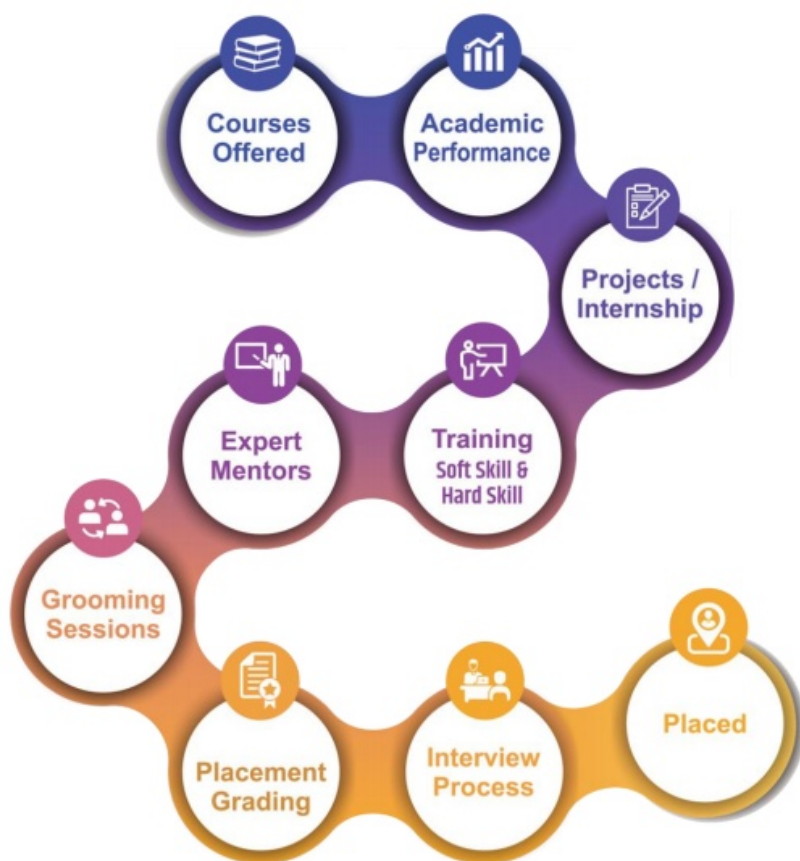 Courses
Offered
Academic
Performance
Projects /
Internship
Training
Soft Skill &
Hard Skill
Expert
Mentors
Grooming
Sessions
Placement
Grading
Interview
Process
Placed